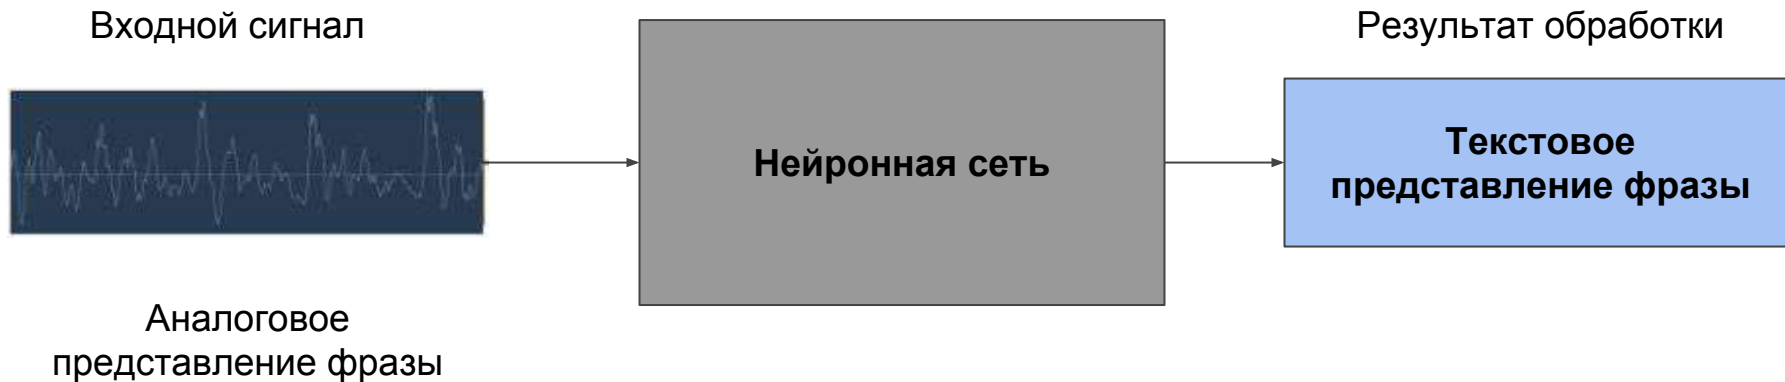 Входной сигнал
Аналоговое
представление фразы
Нейронная сеть
Результат обработки
Текстовое
представление фразы